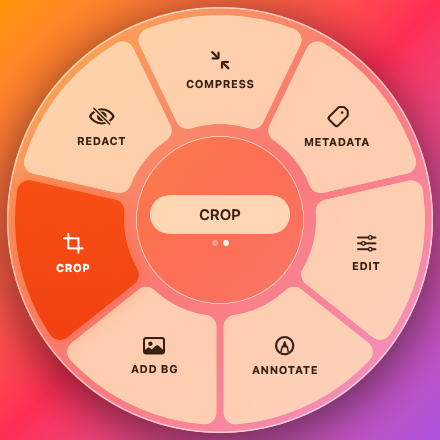 COMPRESS
REDACT
METADATA
CROP
EDIT
CROP
ADD BG
ANNOTATE